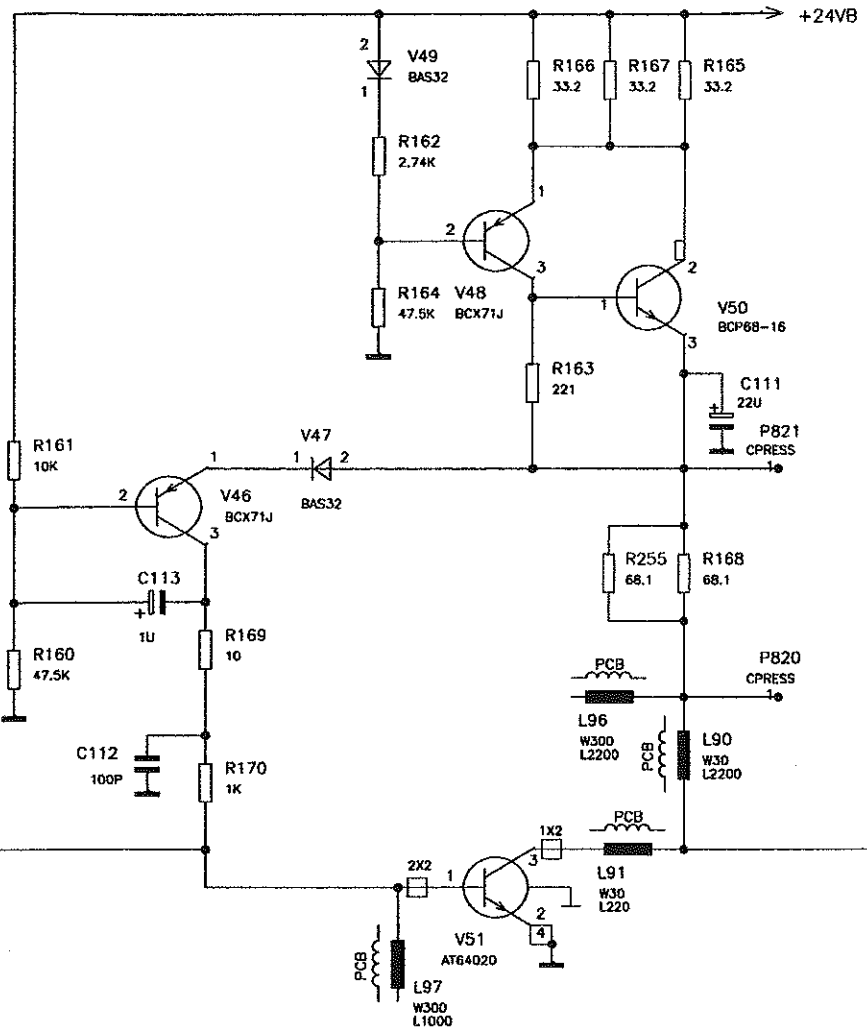 +24VB
2
V49
BAS32
1
R166
33.2
R167
33.2
R165
33.2
R162
2.74K
1
2
3
R164
47.5K
V48
BCX71J
2
1
3
V50
BCP68-16
R163
221
C111
+
22U
P821
CPRESS
1
R161
10K
V47
1
1
2
BAS32
2
V46
BCX71J
3
R255
68.1
R168
68.1
C113
+
1U
R169
10
R160
47.5K
P820
CPRESS
1
PCB
L96
W300
L2200
PCB
L90
W30
L2200
C112
100P
R170
1K
1X2
PCB
3
L91
W30
L220
2X2
1
2
4
V51
AT64020
PCB
L97
W300
L1000